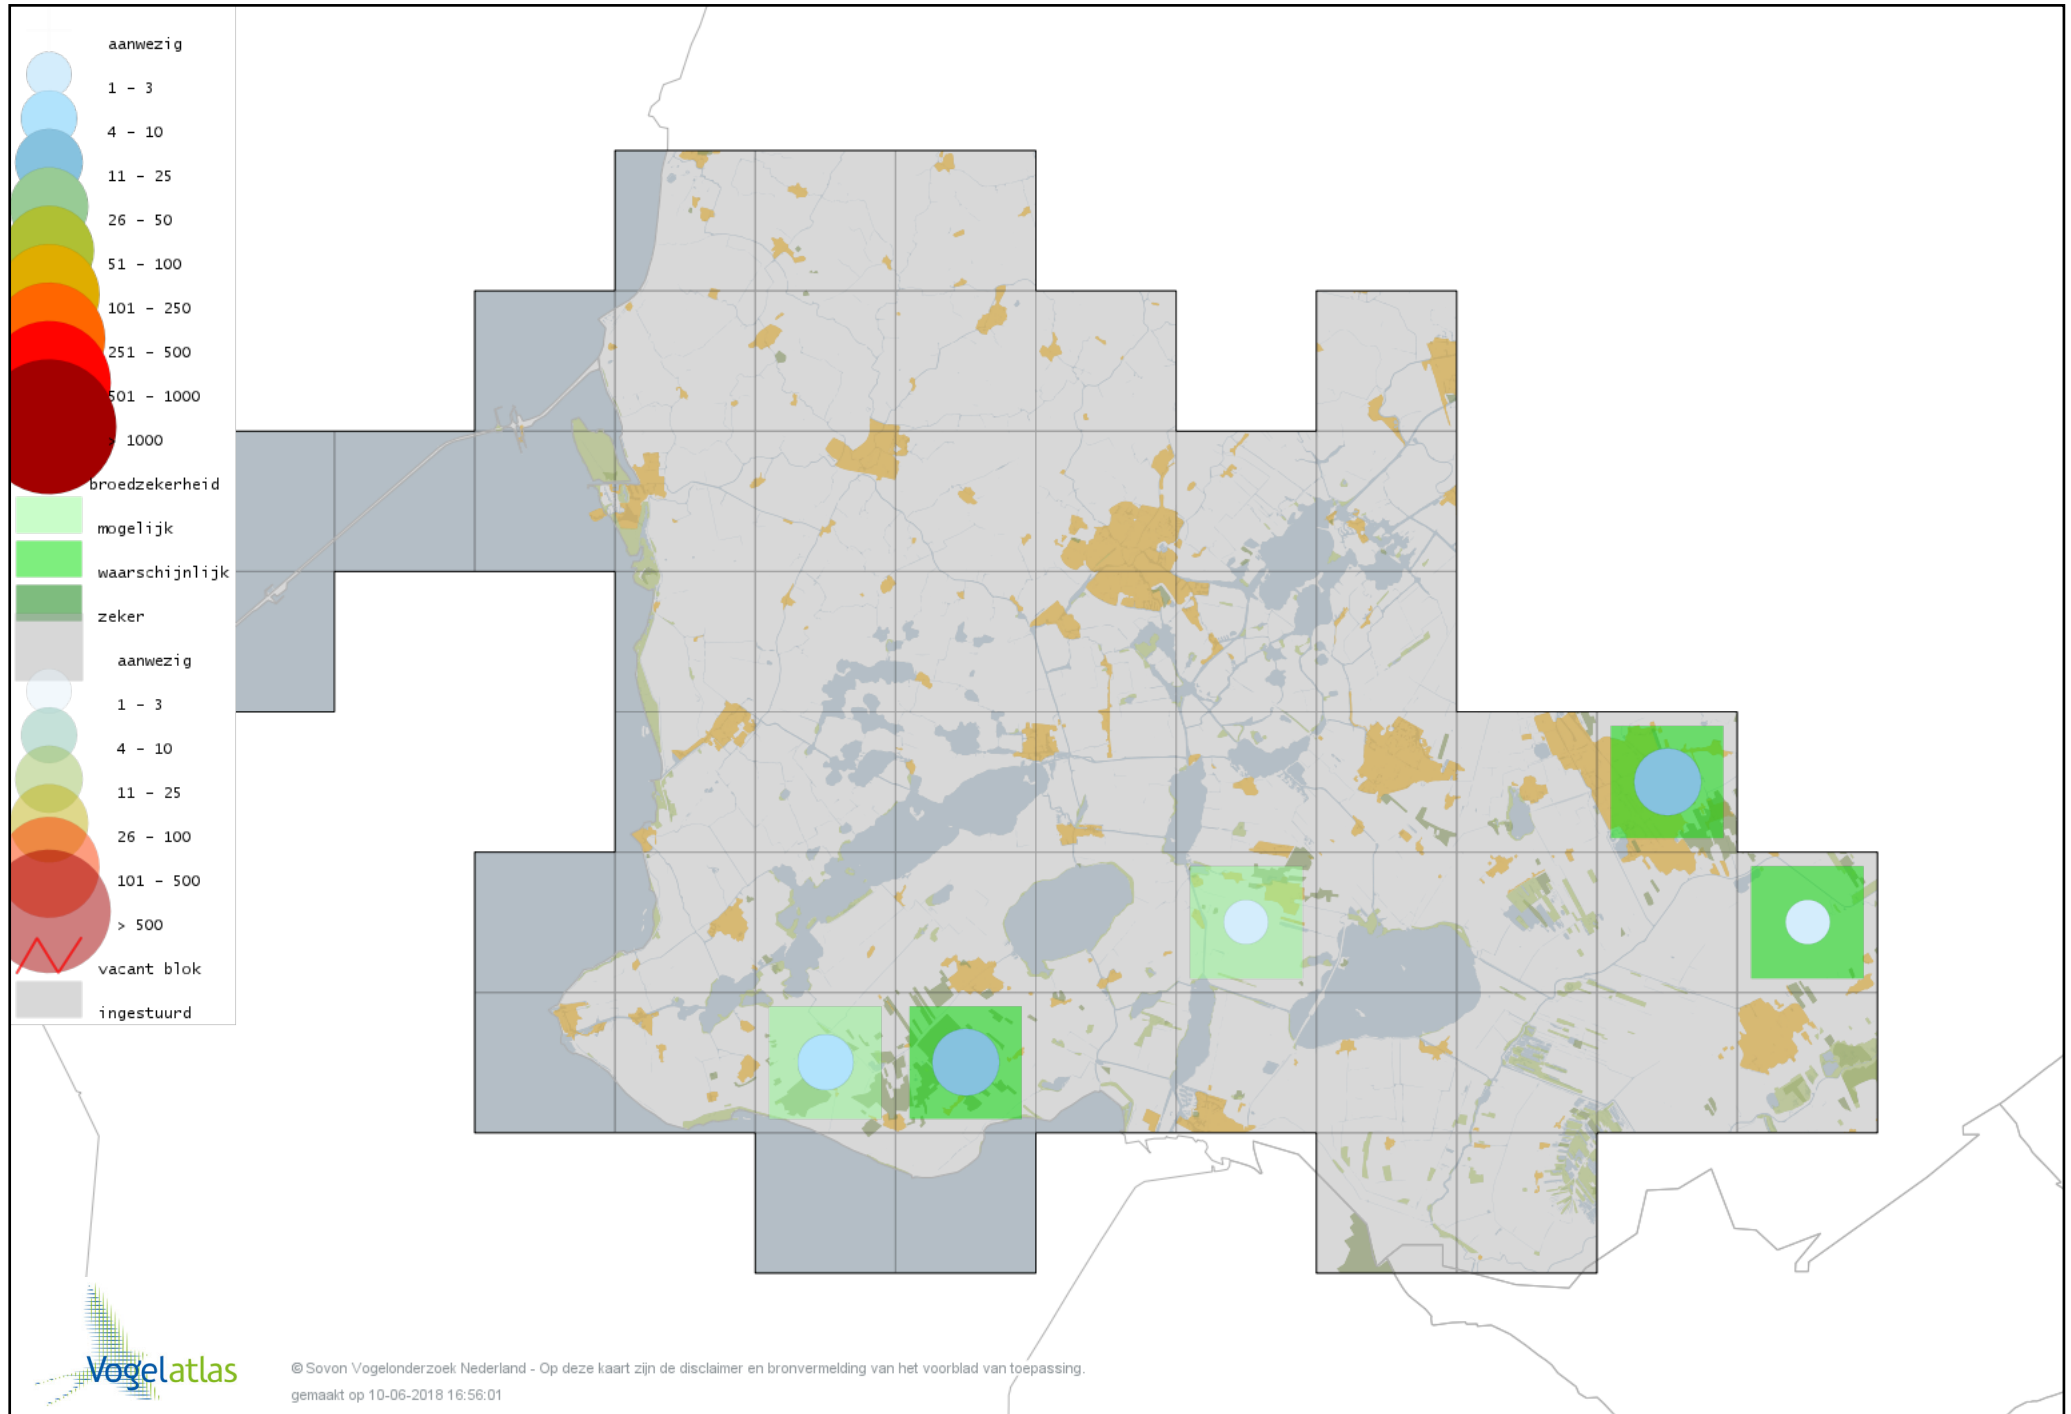 aanwezig
1 - 3
4 - 10
11 - 25
26 - 50
51 - 100
101 - 250
251 - 500
501 - 1000
> 1000
broedzekerheid
mogelijk
waarschijnlijk
zeker
aanwezig
1 - 3
4 - 10
11 - 25
26 - 100
101 - 500
> 500
vacant blok
ingestuurd
Vogelatlas
© Sovon Vogelonderzoek Nederland - Op deze kaart zijn de disclaimer en bronvermelding van het voorblad van toepassing.
gemaakt op 10-06-2018 16:56:01